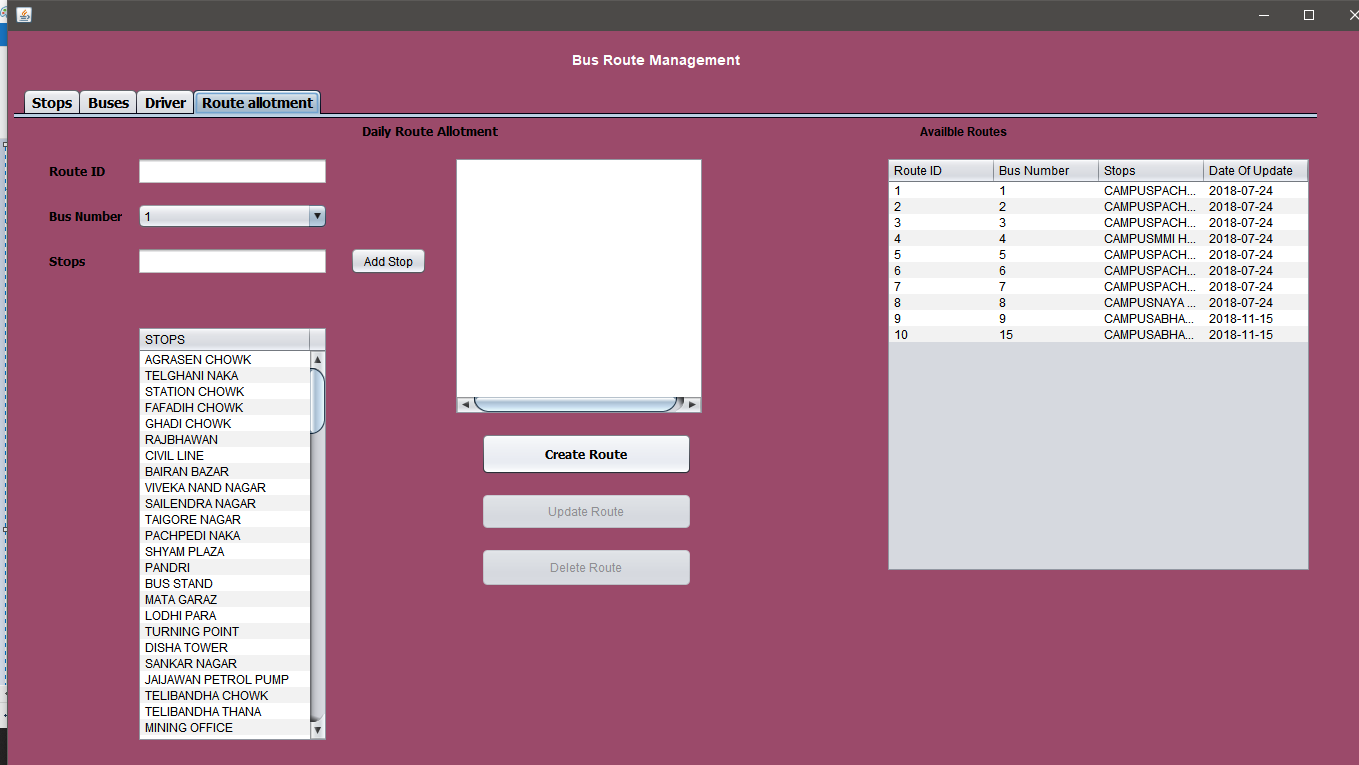 Bus Route Management
Stops Buses Driver Route allotment
Daily Route Allotment
Availble Routes
Route ID
Bus Number 1
Stops Add Stop
STOPS
AGRASEN CHOWK
TELGHANI NAKA
STATION CHOWK
FAFADIH CHOWK
GHADI CHOWK
RAJBHAWAN
CIVIL LINE
BAIRAN BAZAR
VIVEKA NAND NAGAR
SAILENDRA NAGAR
TAIGORE NAGAR
PACHPEDI NAKA
SHYAM PLAZA
PANDRI
BUS STAND
MATA GARAZ
LODHI PARA
TURNING POINT
DISHA TOWER
SANKAR NAGAR
JAIJAWAN PETROL PUMP
TELIBANDHA CHOWK
TELIBANDHA THANA
MINING OFFICE
Create Route
Update Route
Delete Route
Route ID Bus Number Stops Date Of Update
1 1 CAMPUSPACH... 2018-07-24
2 2 CAMPUSPACH... 2018-07-24
3 3 CAMPUSPACH... 2018-07-24
4 4 CAMPUSMMI H... 2018-07-24
5 5 CAMPUSPACH... 2018-07-24
6 6 CAMPUSPACH... 2018-07-24
7 7 CAMPUSPACH... 2018-07-24
8 8 CAMPUSNAYA ... 2018-07-24
9 9 CAMPUSABHA... 2018-11-15
10 15 CAMPUSABHA... 2018-11-15